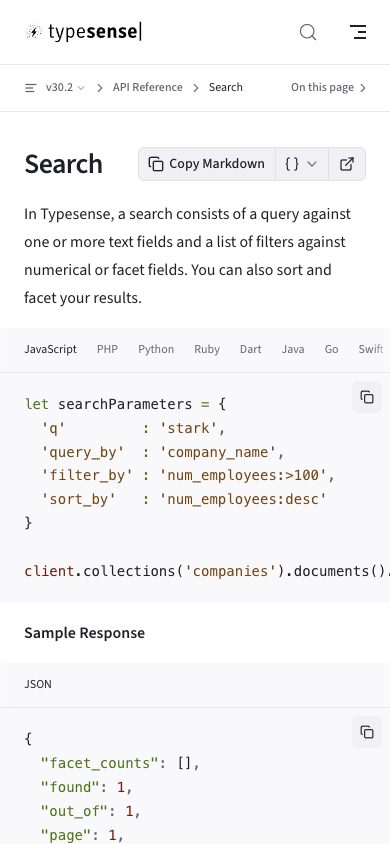 typesense|
v30.2 > API Reference > Search On this page >
Search
Copy Markdown { }
In Typesense, a search consists of a query against
one or more text fields and a list of filters against
numerical or facet fields. You can also sort and
facet your results.
JavaScript PHP Python Ruby Dart Java Go Swift
let searchParameters = {
  'q'         : 'stark',
  'query_by'  : 'company_name',
  'filter_by' : 'num_employees:>100',
  'sort_by'   : 'num_employees:desc'
}
client.collections('companies').documents().
Sample Response
JSON
{
  "facet_counts": [],
  "found": 1,
  "out_of": 1,
  "page": 1,